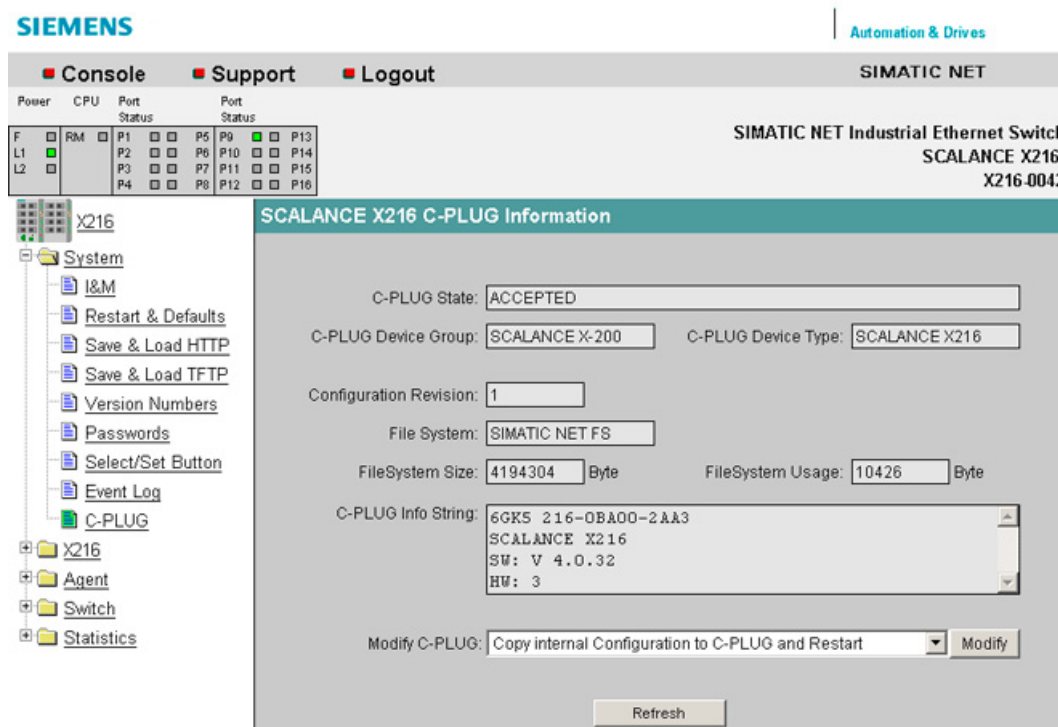 SIEMENS
Automation & Drives
Console Support Logout SIMATIC NET
Power CPU Port Status Port Status
F RM P1 P5 P9 P13
L1 P2 P6 P10 P14
L2 P3 P7 P11 P15
P4 P8 P12 P16
SIMATIC NET Industrial Ethernet Switch
SCALANCE X216
X216
System
I&M
Restart & Defaults
Save & Load HTTP
Save & Load TFTP
Version Numbers
Passwords
Select/Set Button
Event Log
C-PLUG
X216
Agent
Switch
Statistics
SCALANCE X216 C-PLUG Information
C-PLUG State: ACCEPTED
C-PLUG Device Group: SCALANCE X-200 C-PLUG Device Type: SCALANCE X216
Configuration Revision: 1
File System: SIMATIC NET FS
FileSystem Size: 4194304 Byte FileSystem Usage: 10426 Byte
C-PLUG Info String: 6GK5 216-0BA00-2AA3
SCALANCE X216
SW: V 4.0.32
HW: 3
Modify C-PLUG: Copy internal Configuration to C-PLUG and Restart Modify
Refresh